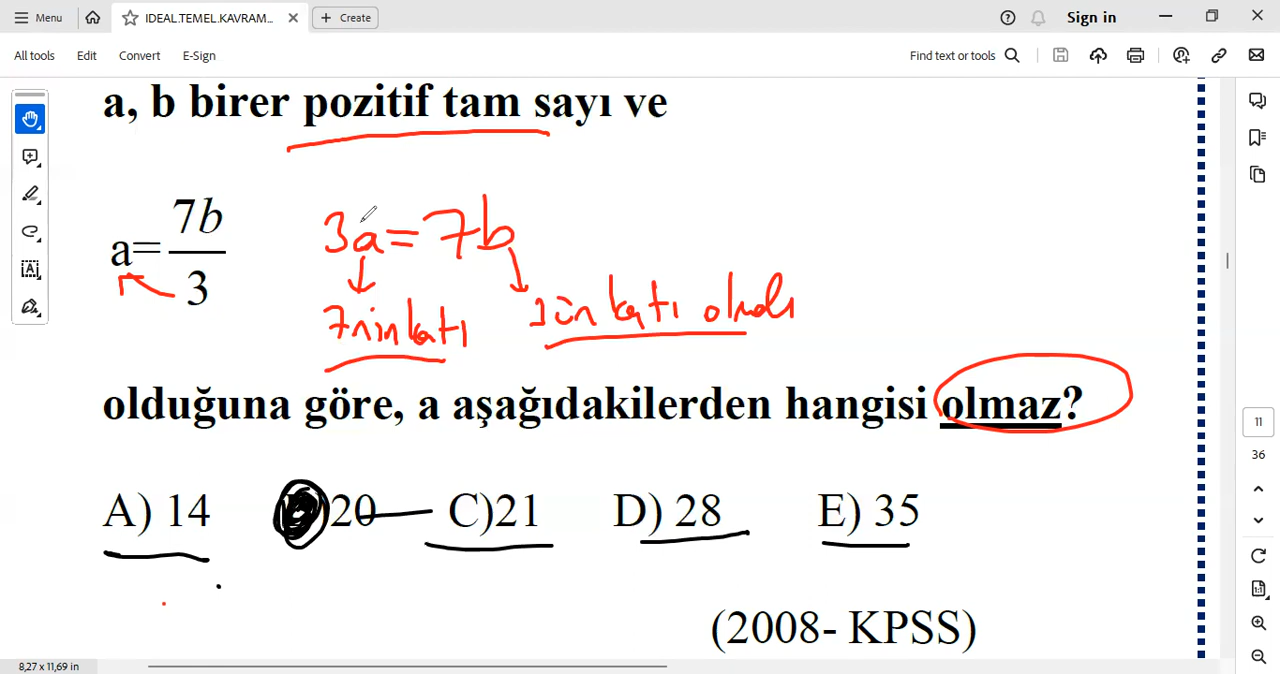 Menu
IDEAL.TEMEL.KAVRAM...
Create
Sign in
All tools Edit Convert E-Sign
Find text or tools
a, b birer pozitif tam sayı ve
a= 7b
3
3a=7b
7nin katı
3ün katı olmalı
olduğuna göre, a aşağıdakilerden hangisi olmaz?
A) 14 )20 C)21 D) 28 E) 35
(2008- KPSS)
11
36
8,27 x 11,69 in